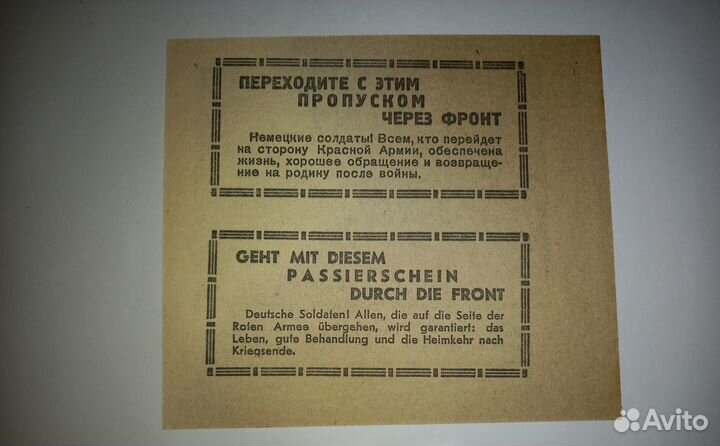 ПЕРЕХОДИТЕ С ЭТИМ
ПРОПУСКОМ
ЧЕРЕЗ ФРОНТ
Немецкие солдаты! Всем, кто перейдет
на сторону Красной Армии, обеспечена
жизнь, хорошее обращение и возвраще-
ние на родину после войны.
GEHT MIT DIESEM
PASSIERSCHEIN
DURCH DIE FRONT
Deutsche Soldaten! Allen, die auf die Seite der
Roten Armee übergehen, wird garantiert: das
Leben, gute Behandlung und die Heimkehr nach
Kriegsende.
Avito